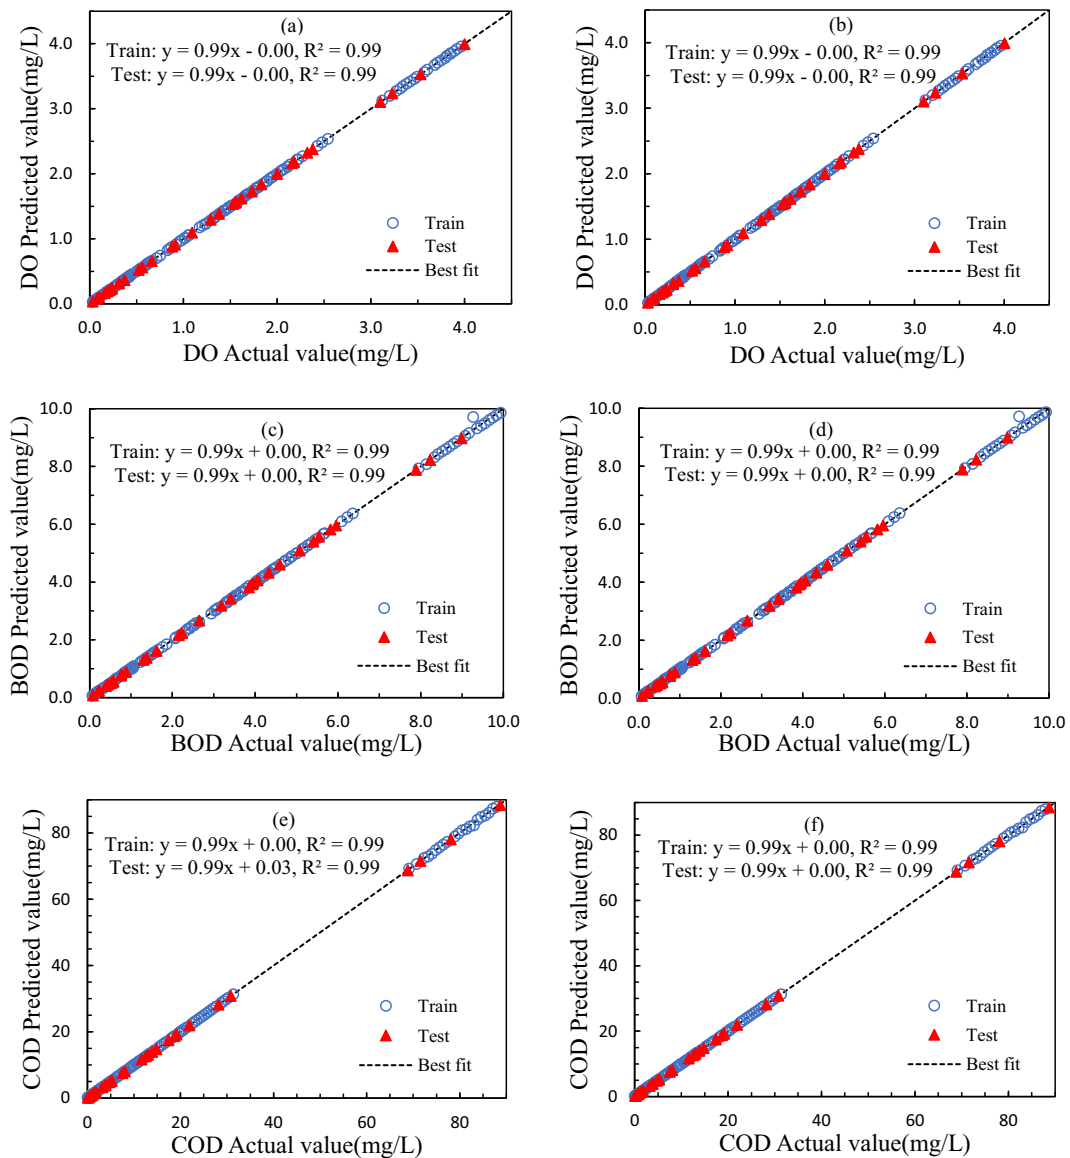 (a)
Train: y = 0.99x - 0.00, R² = 0.99
Test: y = 0.99x - 0.00, R² = 0.99
DO Predicted value(mg/L)
4.0
3.0
2.0
1.0
0.0
Train
Test
Best fit
0.0 1.0 2.0 3.0 4.0
DO Actual value(mg/L)
(b)
Train: y = 0.99x - 0.00, R² = 0.99
Test: y = 0.99x - 0.00, R² = 0.99
DO Predicted value(mg/L)
4.0
3.0
2.0
1.0
0.0
Train
Test
Best fit
0.0 1.0 2.0 3.0 4.0
DO Actual value(mg/L)
(c)
Train: y = 0.99x + 0.00, R² = 0.99
Test: y = 0.99x + 0.00, R² = 0.99
BOD Predicted value(mg/L)
10.0
8.0
6.0
4.0
2.0
0.0
Train
Test
Best fit
0.0 2.0 4.0 6.0 8.0 10.0
BOD Actual value(mg/L)
(d)
Train: y = 0.99x + 0.00, R² = 0.99
Test: y = 0.99x + 0.00, R² = 0.99
BOD Predicted value(mg/L)
10.0
8.0
6.0
4.0
2.0
0.0
Train
Test
Best fit
0.0 2.0 4.0 6.0 8.0 10.0
BOD Actual value(mg/L)
(e)
Train: y = 0.99x + 0.00, R² = 0.99
Test: y = 0.99x + 0.03, R² = 0.99
COD Predicted value(mg/L)
80
60
40
20
0
Train
Test
Best fit
0 20 40 60 80
COD Actual value(mg/L)
(f)
Train: y = 0.99x + 0.00, R² = 0.99
Test: y = 0.99x + 0.00, R² = 0.99
COD Predicted value(mg/L)
80
60
40
20
0
Train
Test
Best fit
0 20 40 60 80
COD Actual value(mg/L)